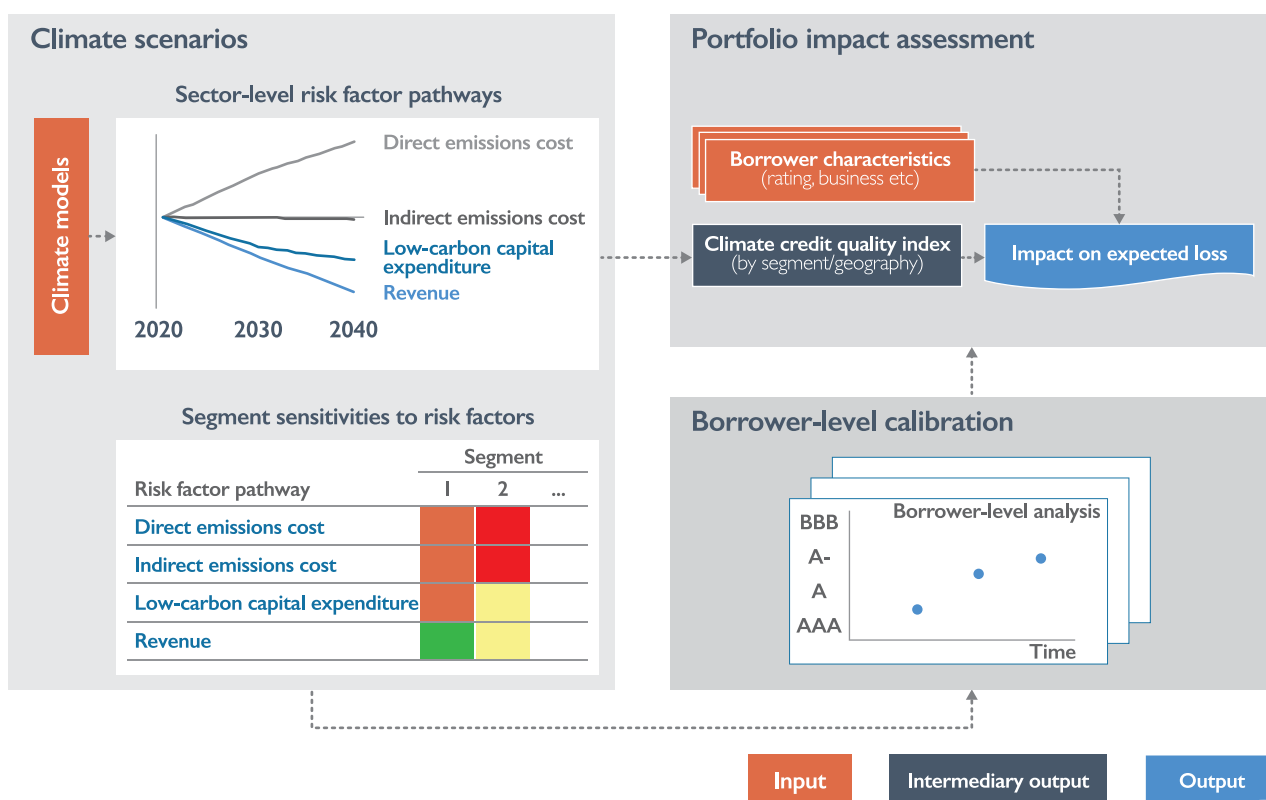 Climate scenarios
Sector-level risk factor pathways
Climate models
Direct emissions cost
Indirect emissions cost
Low-carbon capital
expenditure
Revenue
2020 2030 2040
Segment sensitivities to risk factors
Segment
Risk factor pathway 1 2 ...
Direct emissions cost
Indirect emissions cost
Low-carbon capital expenditure
Revenue
Portfolio impact assessment
Borrower characteristics
(rating, business etc)
Climate credit quality index
(by segment/geography)
Impact on expected loss
Borrower-level calibration
Borrower-level analysis
BBB
A-
A
AAA
Time
Input
Intermediary output
Output